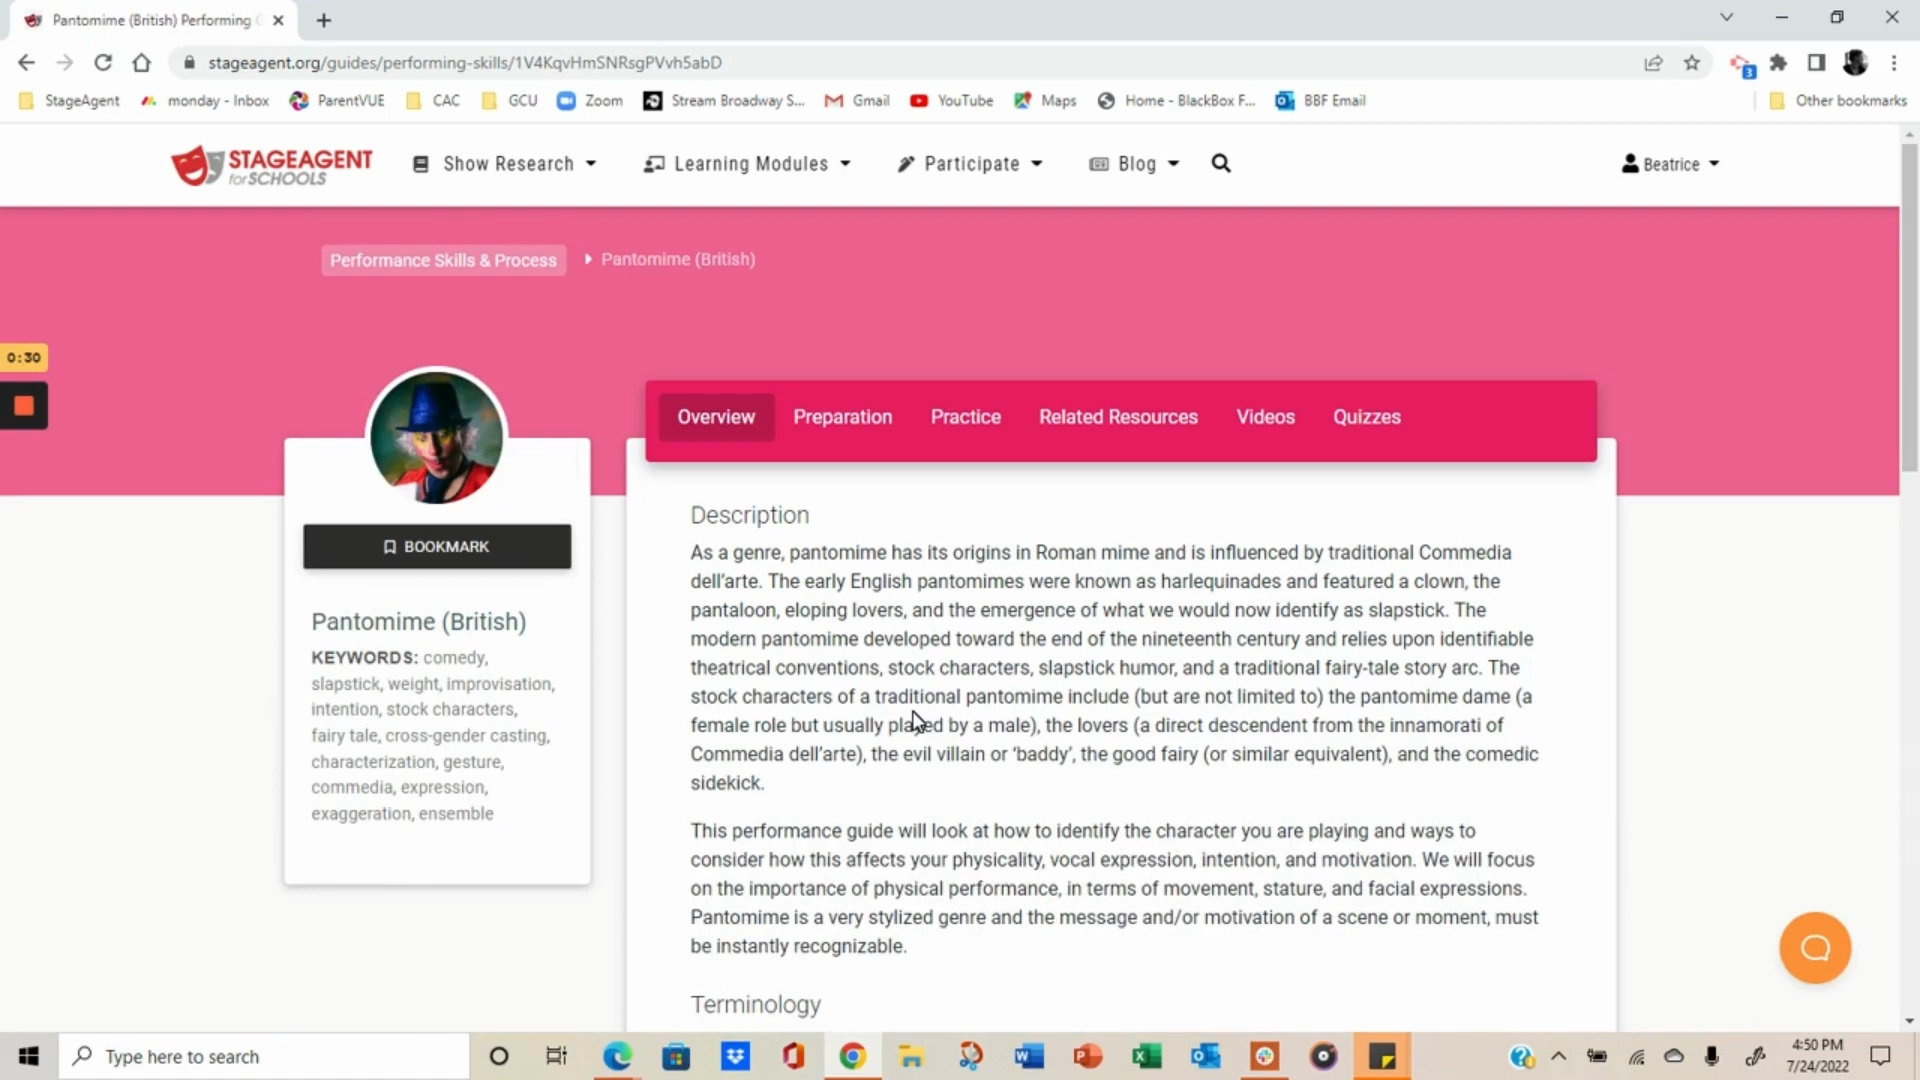 Pantomime (British) Performing
stageagent.org/guides/performing-skills/1V4KqvHmSNRsgPVvh5abD
3
StageAgent
monday - Inbox
ParentVUE
CAC
GCU
Zoom
Stream Broadway S...
Gmail
YouTube
Maps
Home - BlackBox F...
BBF Email
Other bookmarks
STAGEAGENT
for SCHOOLS
Show Research
Learning Modules
Participate
Blog
Beatrice
Performance Skills & Process
Pantomime (British)
0:30
Overview
Preparation
Practice
Related Resources
Videos
Quizzes
BOOKMARK
Pantomime (British)
KEYWORDS: comedy,
slapstick, weight, improvisation,
intention, stock characters,
fairy tale, cross-gender casting,
characterization, gesture,
commedia, expression,
exaggeration, ensemble
Description
As a genre, pantomime has its origins in Roman mime and is influenced by traditional Commedia
dell'arte. The early English pantomimes were known as harlequinades and featured a clown, the
pantaloon, eloping lovers, and the emergence of what we would now identify as slapstick. The
modern pantomime developed toward the end of the nineteenth century and relies upon identifiable
theatrical conventions, stock characters, slapstick humor, and a traditional fairy-tale story arc. The
stock characters of a traditional pantomime include (but are not limited to) the pantomime dame (a
female role but usually played by a male), the lovers (a direct descendent from the innamorati of
Commedia dell'arte), the evil villain or 'baddy', the good fairy (or similar equivalent), and the comedic
sidekick.
This performance guide will look at how to identify the character you are playing and ways to
consider how this affects your physicality, vocal expression, intention, and motivation. We will focus
on the importance of physical performance, in terms of movement, stature, and facial expressions.
Pantomime is a very stylized genre and the message and/or motivation of a scene or moment, must
be instantly recognizable.
Terminology
Type here to search
4:50 PM
7/24/2022